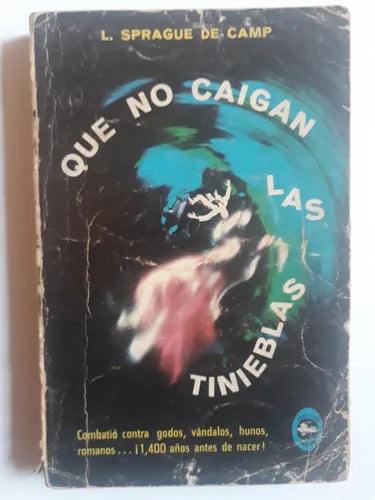 L. SPRAGUE DE CAMP
QUE NO CAIGAN
LAS
TINIEBLAS
Combatió contra godos, vándalos, hunos,
romanos...¡1,400 años antes de nacer!